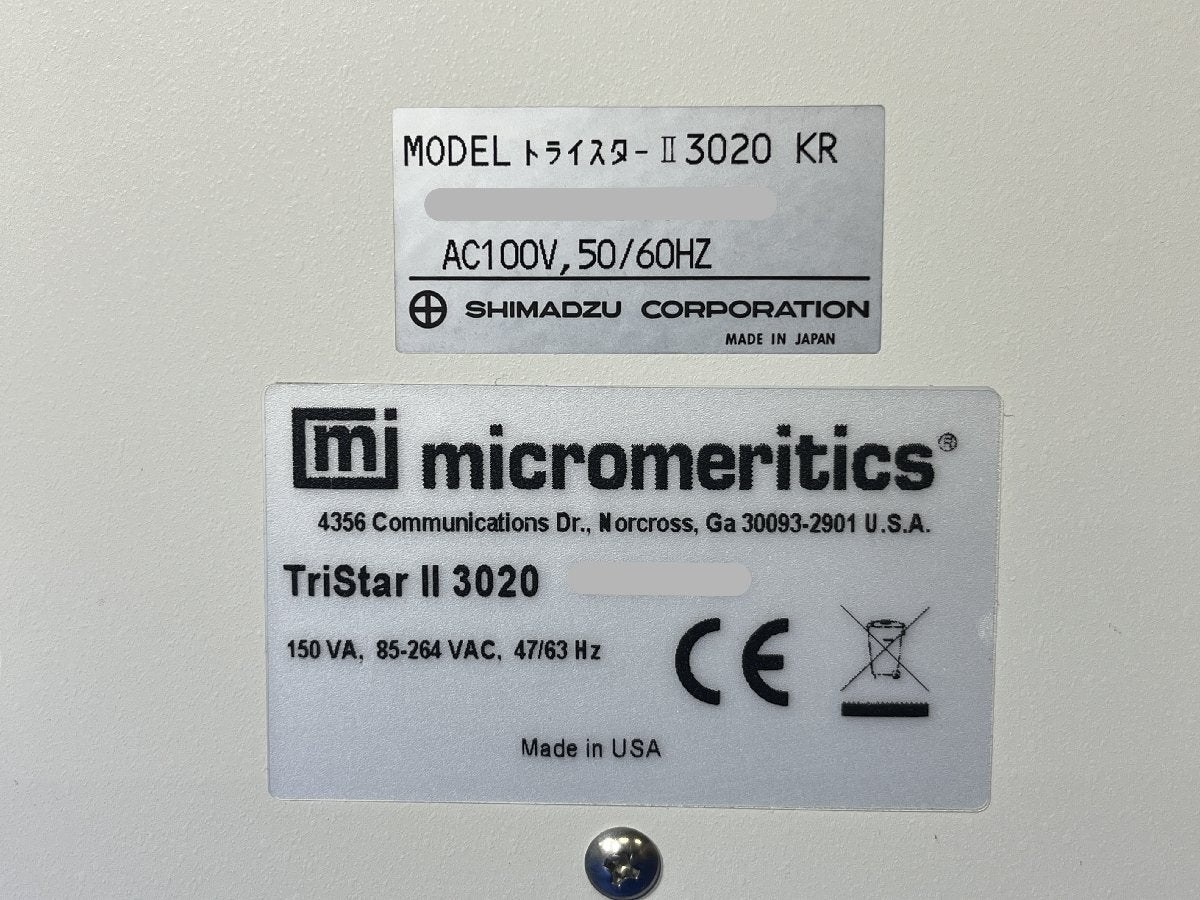 MODEL トライスター Ⅱ 3020 KR
AC100V, 50/60HZ
SHIMADZU CORPORATION
MADE IN JAPAN
mi micromeritics®
4356 Communications Dr., Norcross, Ga 30093-2901 U.S.A.
TriStar II 3020
150 VA, 85-264 VAC, 47/63 Hz
CE
Made in USA